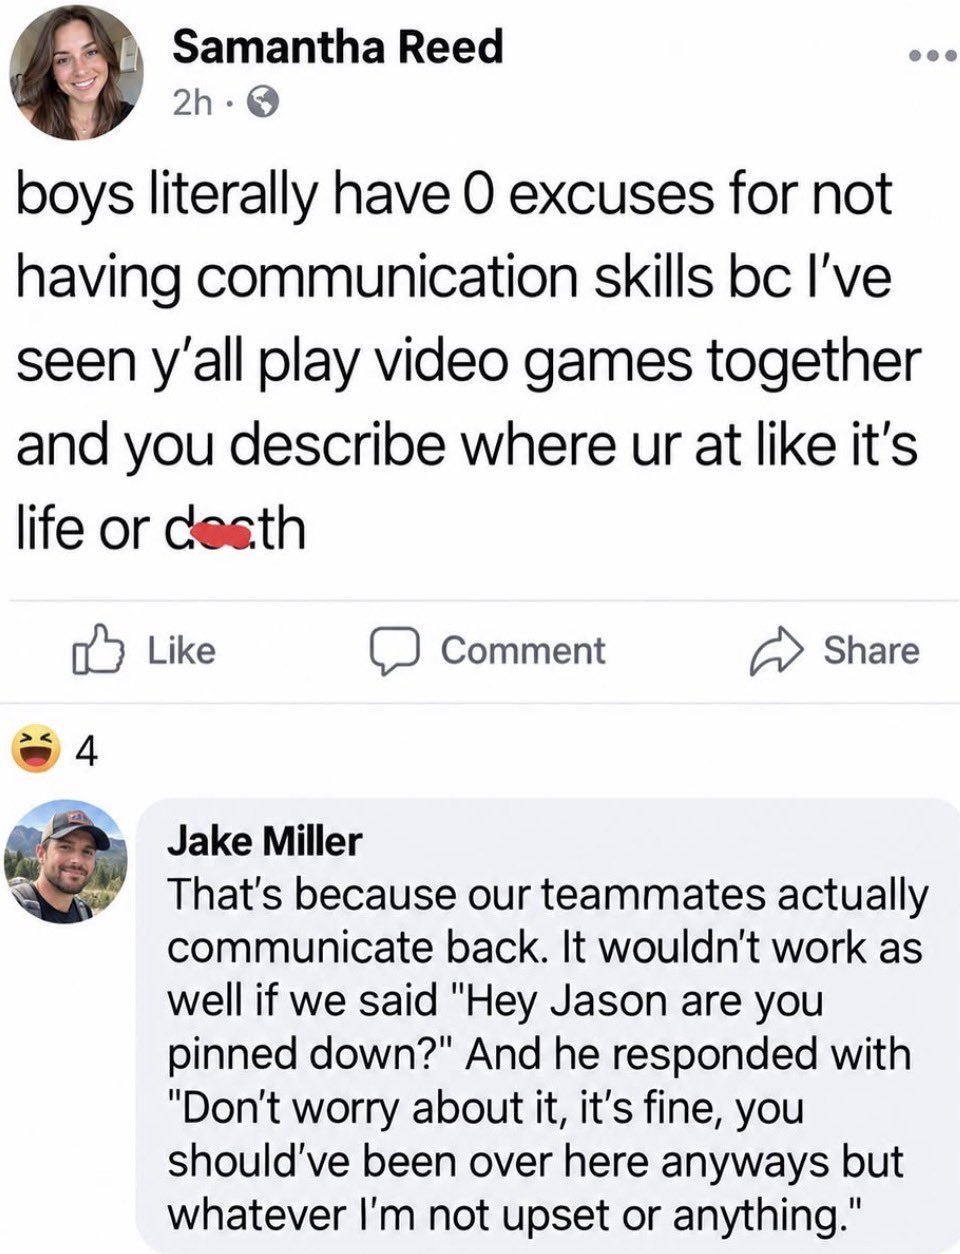 Samantha Reed
2h ·
boys literally have 0 excuses for not
having communication skills bc I've
seen y'all play video games together
and you describe where ur at like it's
life or
Like
Comment
Share
4
Jake Miller
That's because our teammates actually
communicate back. It wouldn't work as
well if we said "Hey Jason are you
pinned down?" And he responded with
"Don't worry about it, it's fine, you
should've been over here anyways but
whatever I'm not upset or anything."